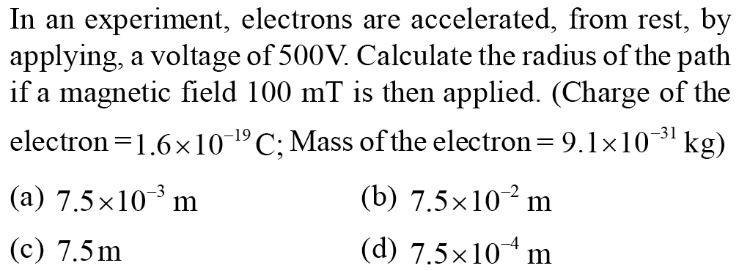 In an experiment, electrons are accelerated, from rest, by
applying, a voltage of 500V. Calculate the radius of the path
if a magnetic field 100 mT is then applied. (Charge of the
electron = 1.6×10⁻¹⁹ C; Mass of the electron = 9.1×10⁻³¹ kg)
(a) 7.5×10⁻³ m (b) 7.5×10⁻² m
(c) 7.5m (d) 7.5×10⁻⁴ m